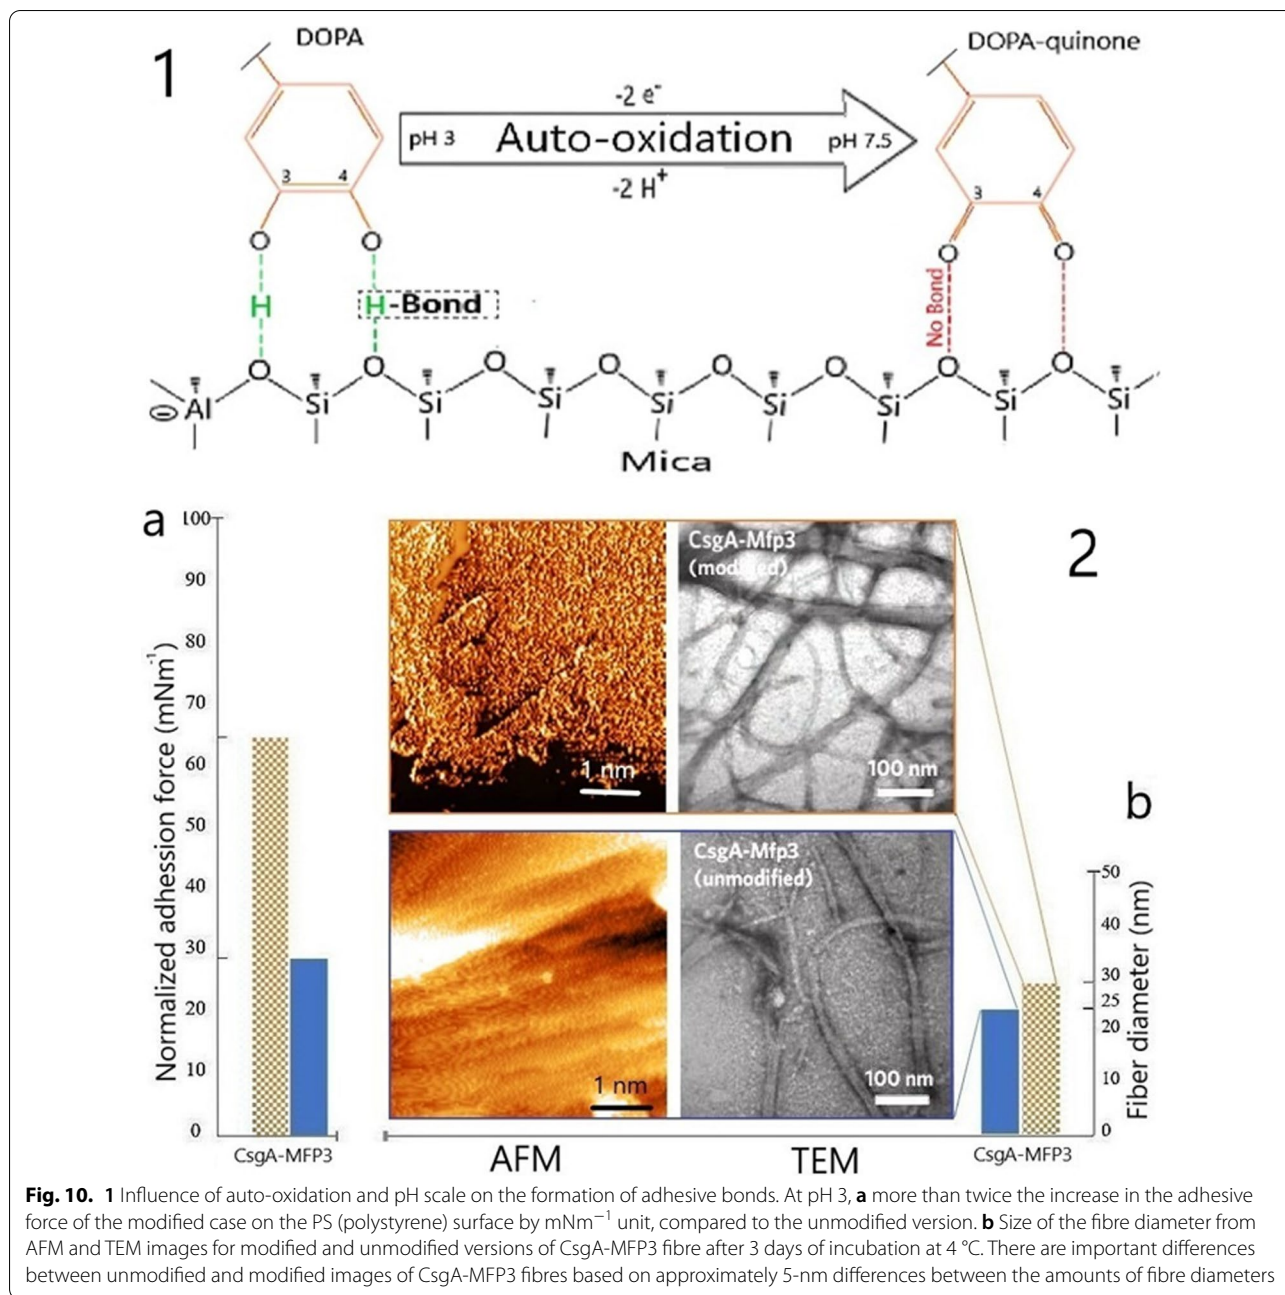 1
DOPA
DOPA-quinone
-2 e⁻
pH 3 Auto-oxidation pH 7.5
-2 H⁺
3 4
3 4
O O
O O
H H-Bond
No Bond
O O O O O O O O
⊖ Al Si Si Si Si Si Si Si Si
Mica
a
2
100
90
80
70
60
50
40
30
20
10
0
Normalized adhession force (mNm⁻¹)
CsgA-MFP3
CsgA-Mfp3
(modified)
1 nm
100 nm
CsgA-Mfp3
(unmodified)
1 nm
100 nm
AFM
TEM
b
50
40
30
25
20
10
0
Fiber diameter (nm)
CsgA-MFP3
Fig. 10. 1 Influence of auto-oxidation and pH scale on the formation of adhesive bonds. At pH 3, a more than twice the increase in the adhesive
force of the modified case on the PS (polystyrene) surface by mNm⁻¹ unit, compared to the unmodified version. b Size of the fibre diameter from
AFM and TEM images for modified and unmodified versions of CsgA-MFP3 fibre after 3 days of incubation at 4 °C. There are important differences
between unmodified and modified images of CsgA-MFP3 fibres based on approximately 5-nm differences between the amounts of fibre diameters